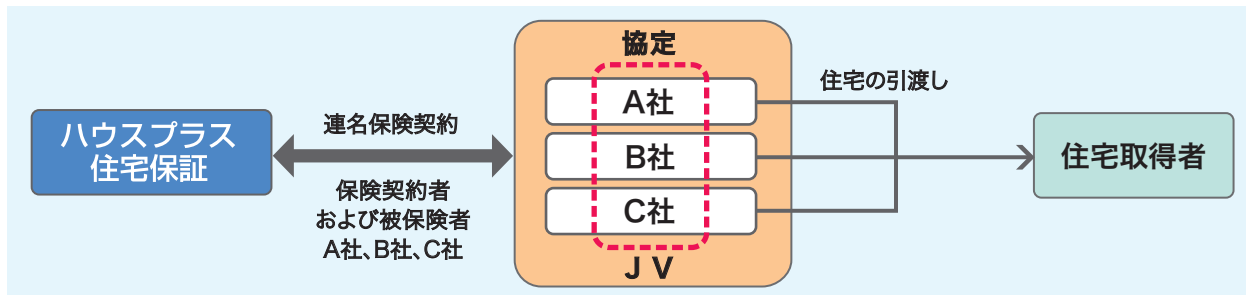 ハウスプラス
住宅保証
連名保険契約
保険契約者
および被保険者
A社、B社、C社
協定
A社
B社
C社
JV
住宅の引渡し
住宅取得者